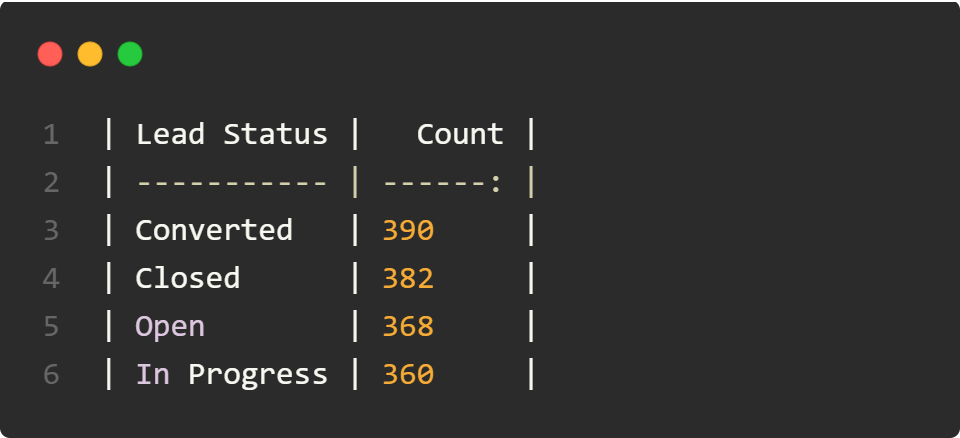 1 | Lead Status |   Count |
2 | ----------- | ------: |
3 | Converted   | 390     |
4 | Closed      | 382     |
5 | Open        | 368     |
6 | In Progress | 360     |